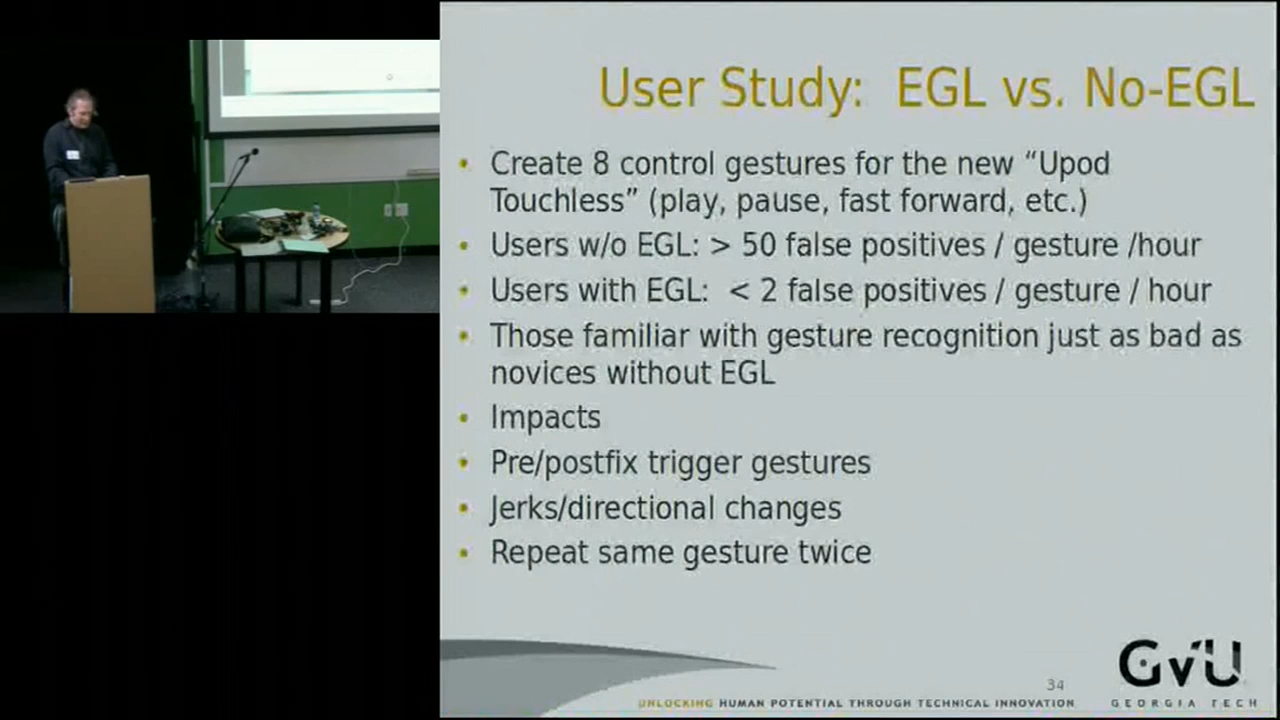 User Study: EGL vs. No-EGL
• Create 8 control gestures for the new “Upod
Touchless” (play, pause, fast forward, etc.)
• Users w/o EGL: > 50 false positives / gesture /hour
• Users with EGL: < 2 false positives / gesture / hour
• Those familiar with gesture recognition just as bad as
novices without EGL
• Impacts
• Pre/postfix trigger gestures
• Jerks/directional changes
• Repeat same gesture twice
GVU
34
UNLOCKING HUMAN POTENTIAL THROUGH TECHNICAL INNOVATION
GEORGIA TECH